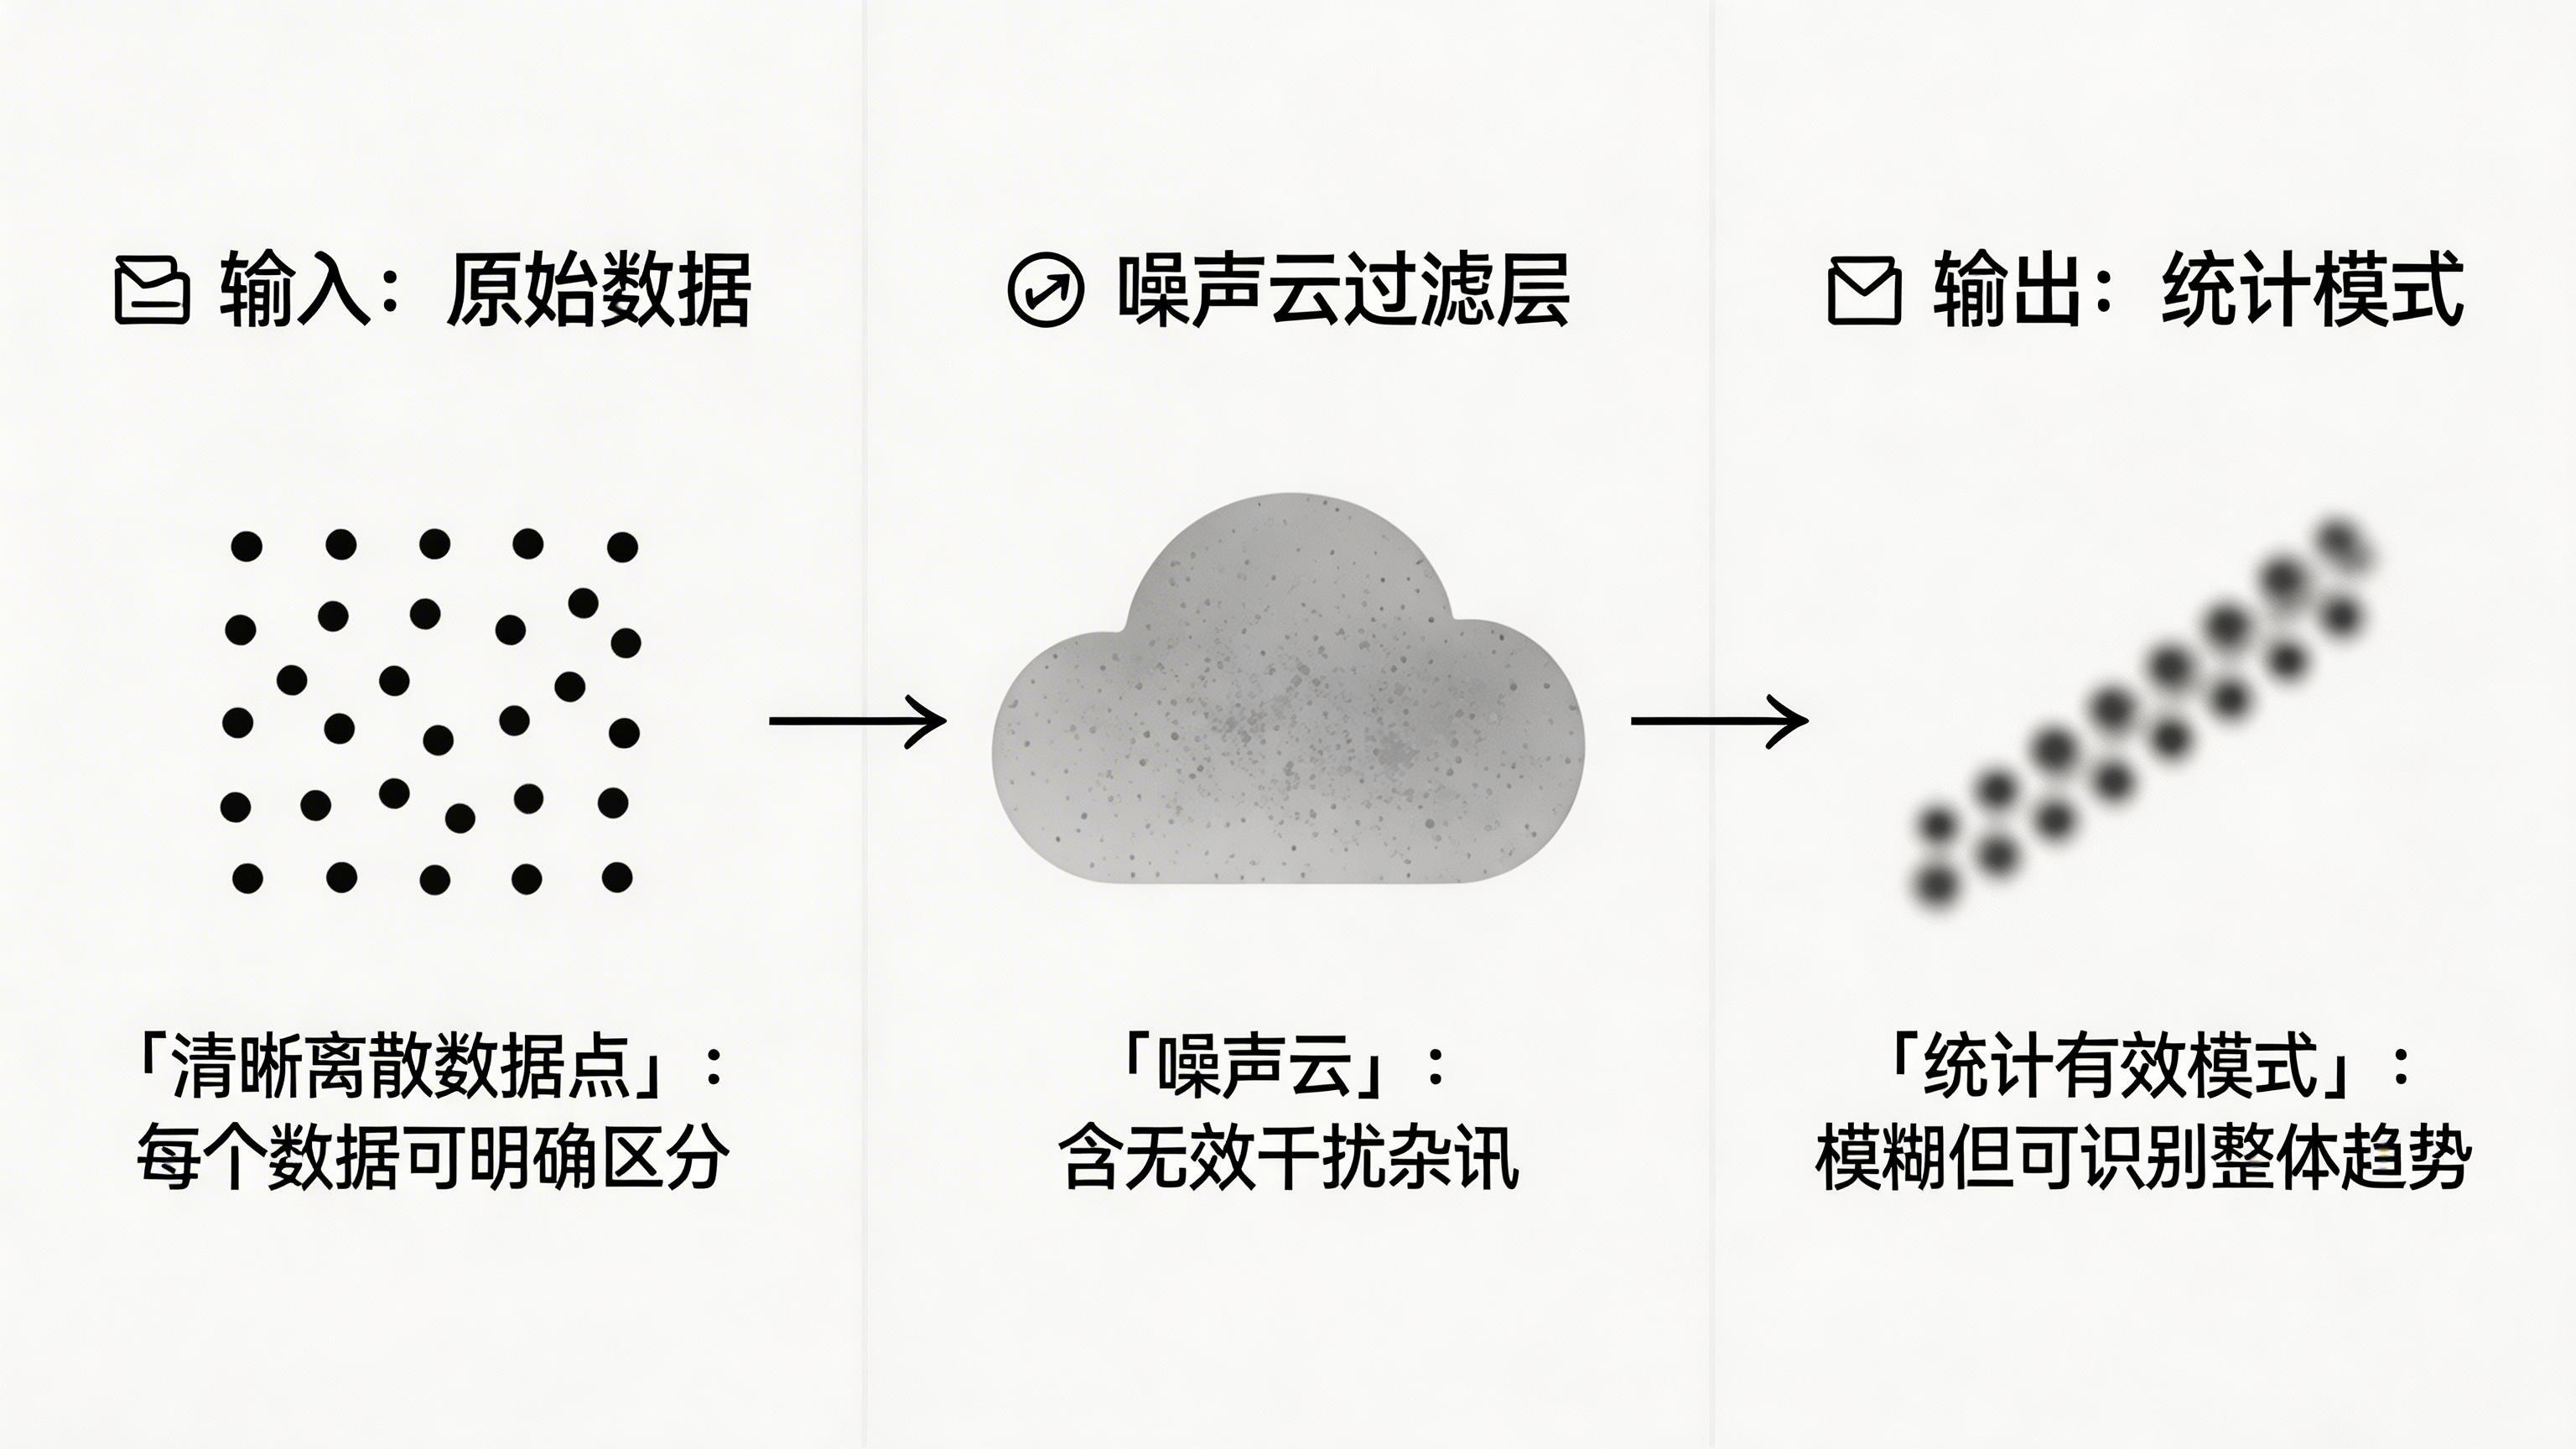 输入：原始数据
噪声云过滤层
输出：统计模式
「清晰离散数据点」：
每个数据可明确区分
「噪声云」：
含无效干扰杂讯
「统计有效模式」：
模糊但可识别整体趋势